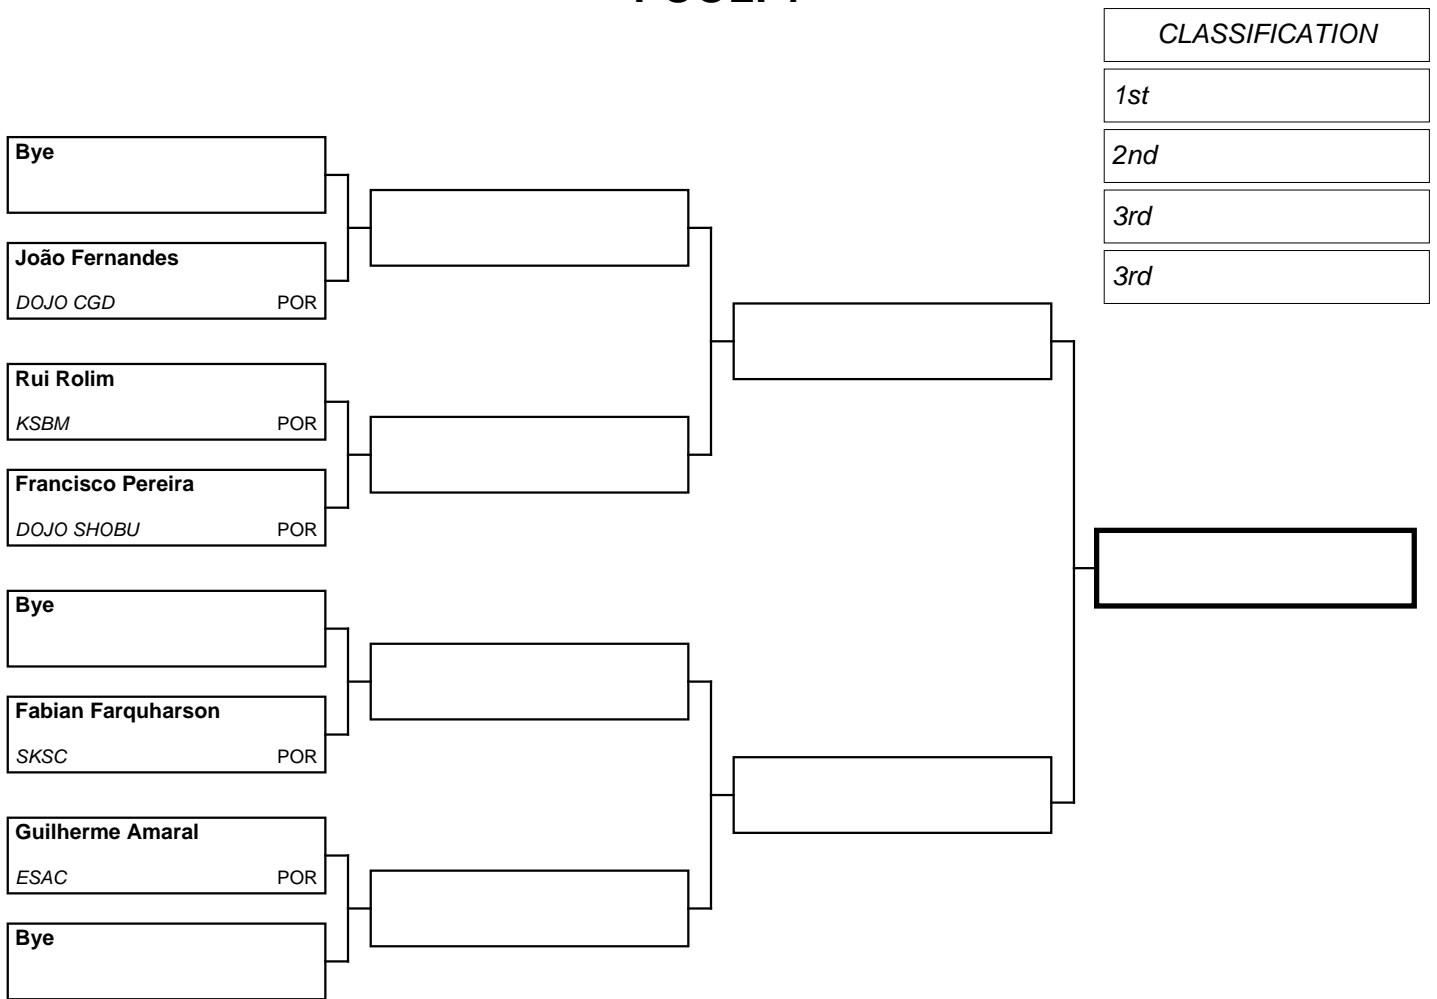 CLASSIFICATION
1st
2nd
3rd
3rd
Bye
João Fernandes
DOJO CGD POR
Rui Rolim
KSBM POR
Francisco Pereira
DOJO SHOBU POR
Bye
Fabian Farquharson
SKSC POR
Guilherme Amaral
ESAC POR
Bye